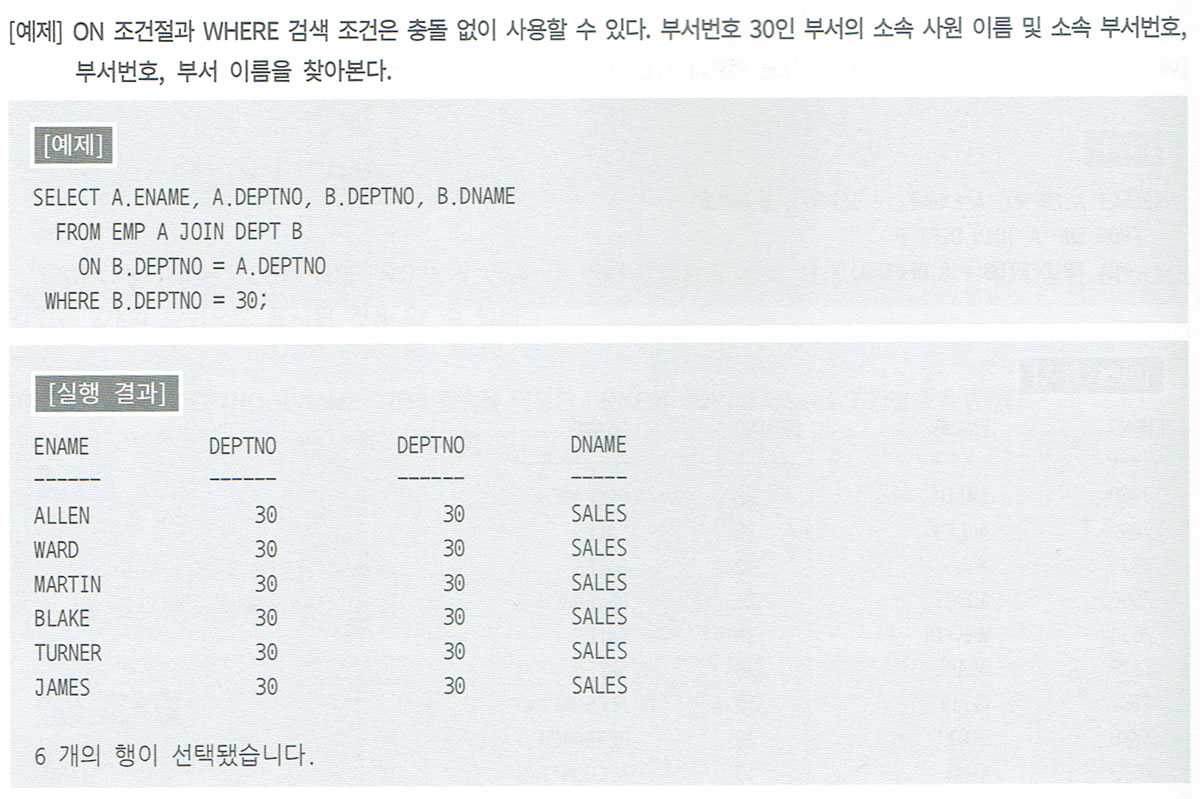 [예제] ON 조건절과 WHERE 검색 조건은 충돌 없이 사용할 수 있다. 부서번호 30인 부서의 소속 사원 이름 및 소속 부서번호,
부서번호, 부서 이름을 찾아본다.
[예제]
SELECT A.ENAME, A.DEPTNO, B.DEPTNO, B.DNAME
FROM EMP A JOIN DEPT B
ON B.DEPTNO = A.DEPTNO
WHERE B.DEPTNO = 30;
[실행 결과]
ENAME DEPTNO DEPTNO DNAME
------ ------ ------ -----
ALLEN 30 30 SALES
WARD 30 30 SALES
MARTIN 30 30 SALES
BLAKE 30 30 SALES
TURNER 30 30 SALES
JAMES 30 30 SALES
6 개의 행이 선택됐습니다.